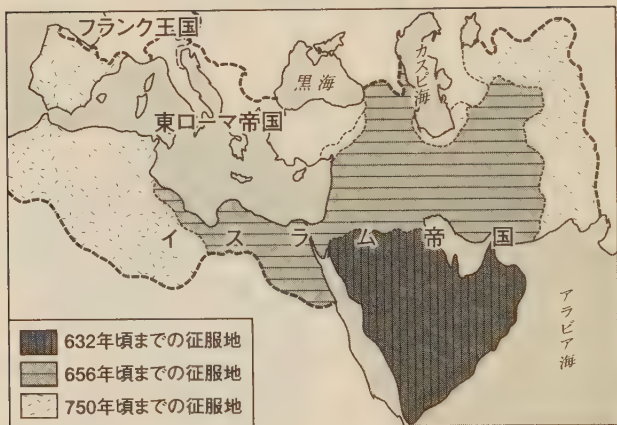 フランク王国
黒海
カスピ海
東ローマ帝国
イスラム帝国
アラビア海
632年頃までの征服地
656年頃までの征服地
750年頃までの征服地